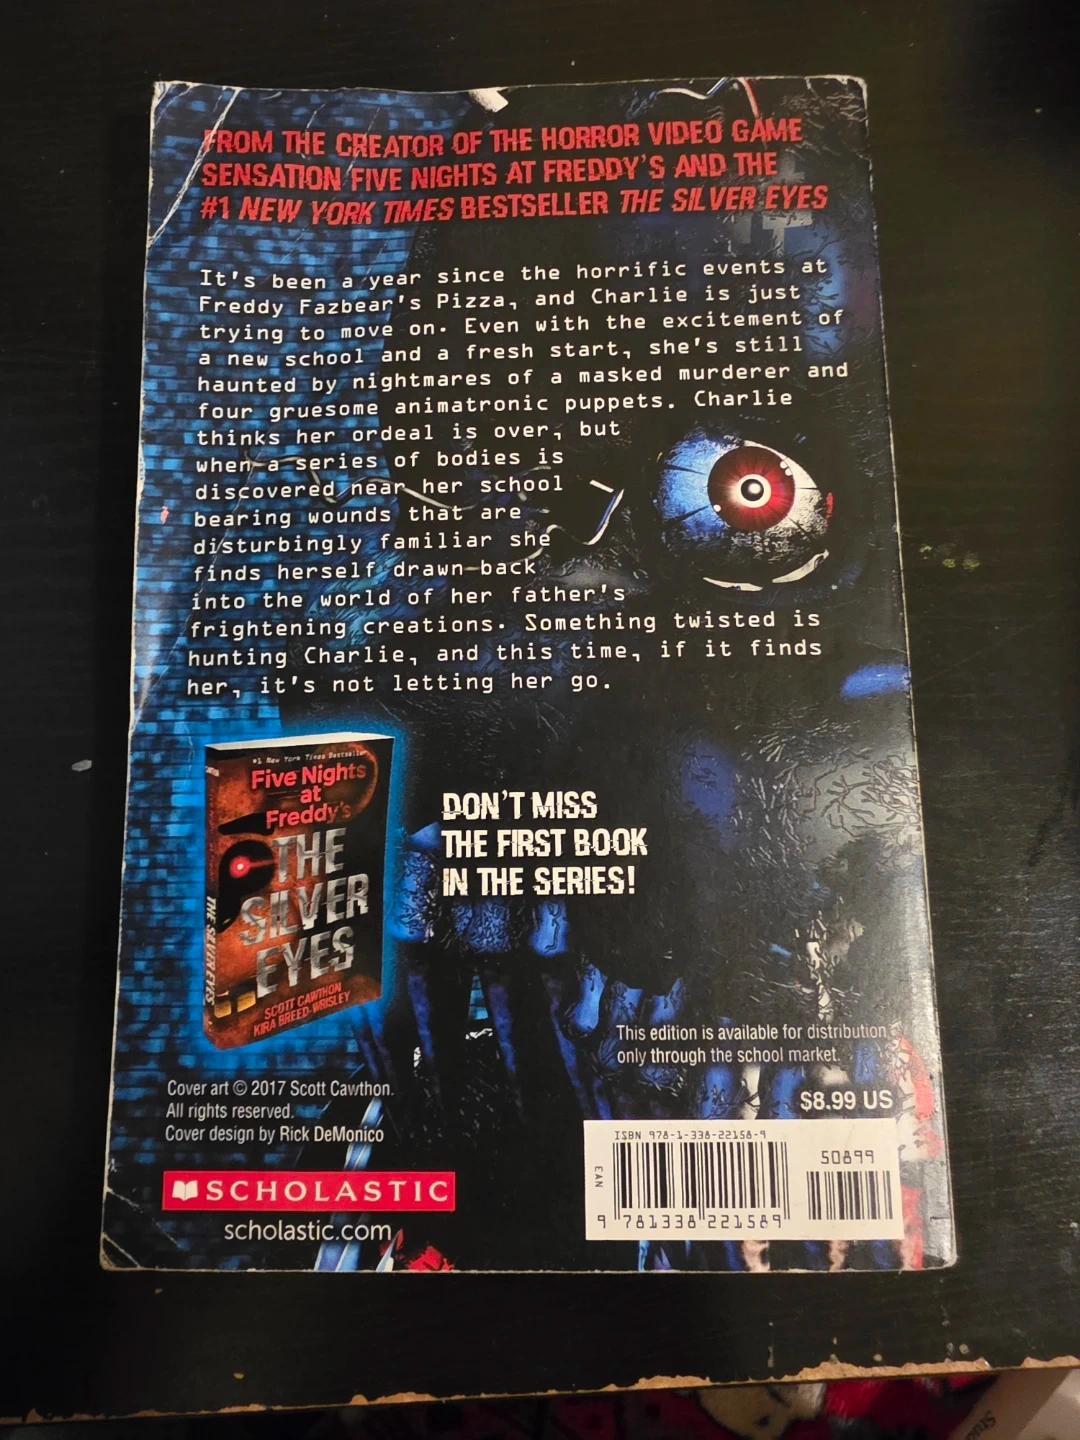 FROM THE CREATOR OF THE HORROR VIDEO GAME
SENSATION FIVE NIGHTS AT FREDDY'S AND THE
#1 NEW YORK TIMES BESTSELLER THE SILVER EYES
It's been a year since the horrific events at
Freddy Fazbear's Pizza, and Charlie is just
trying to move on. Even with the excitement of
a new school and a fresh start, she's still
haunted by nightmares of a masked murderer and
four gruesome animatronic puppets. Charlie
thinks her ordeal is over, but
when a series of bodies is
discovered near her school
bearing wounds that are
disturbingly familiar she
finds herself drawn back
into the world of her father's
frightening creations. Something twisted is
hunting Charlie, and this time, if it finds
her, it's not letting her go.
#1 New York Times Bestseller
Five Nights
at
Freddy's
THE
SILVER
EYES
SCOTT CAWTHON
KIRA BREED-WRISLEY
THE SILVER EYES
DON'T MISS
THE FIRST BOOK
IN THE SERIES!
This edition is available for distribution
only through the school market.
$8.99 US
Cover art © 2017 Scott Cawthon.
All rights reserved.
Cover design by Rick DeMonico
SCHOLASTIC
scholastic.com
ISBN 978-1-338-22158-9
50899
EAN
9 781338 221589